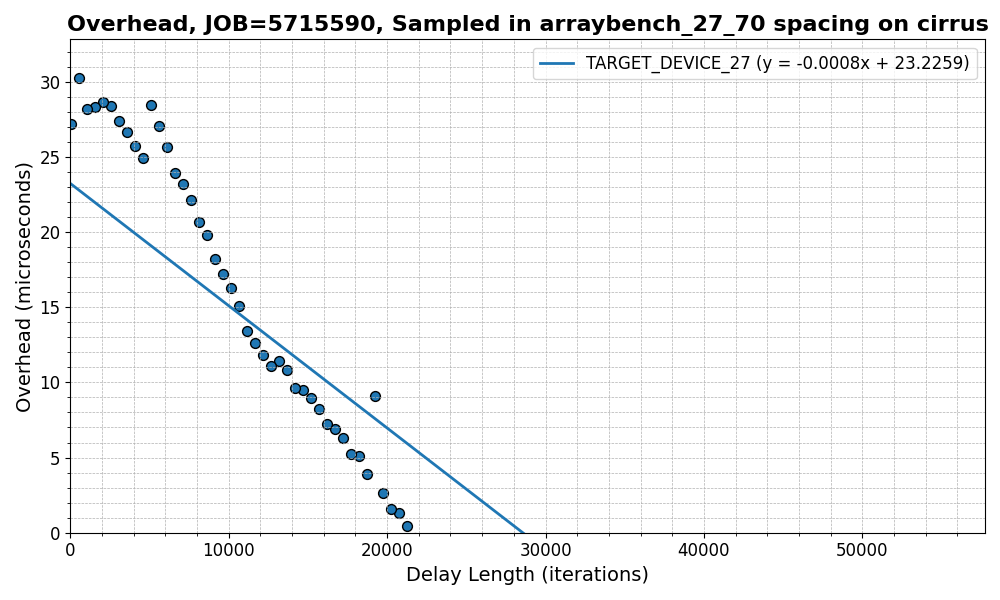 Overhead, JOB=5715590, Sampled in arraybench_27_70 spacing on cirrus
TARGET_DEVICE_27 (y = -0.0008x + 23.2259)
Overhead (microseconds)
30
25
20
15
10
5
0
0 10000 20000 30000 40000 50000
Delay Length (iterations)